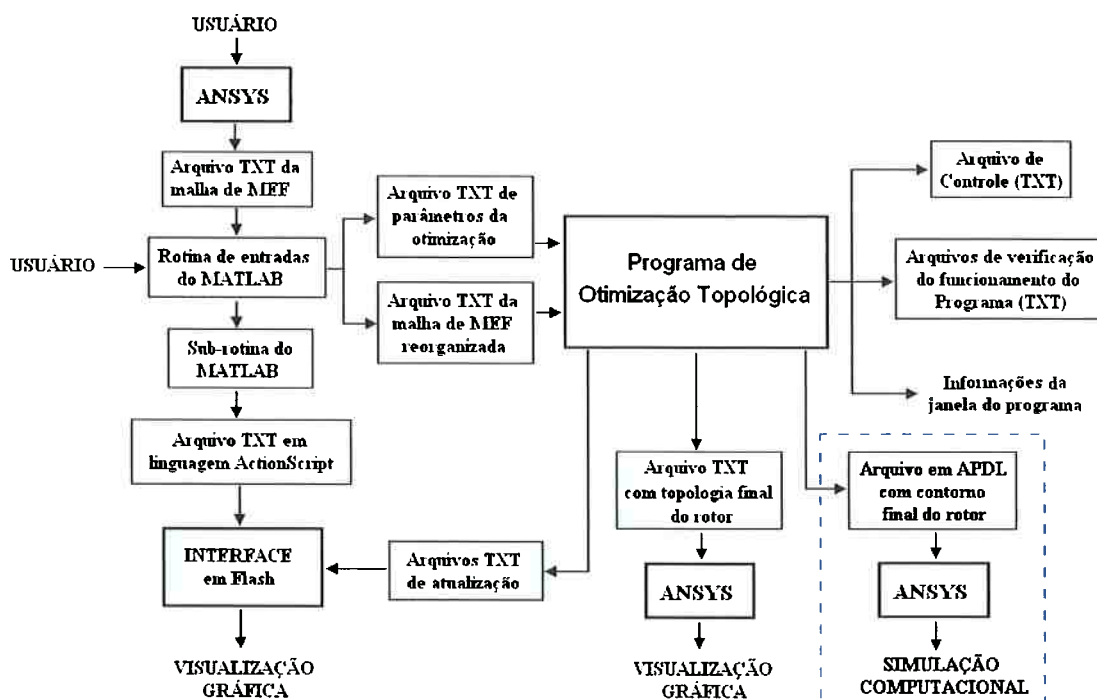 USUÁRIO
ANSYS
Arquivo TXT da
malha de MEF
USUÁRIO
Rotina de entradas
do MATLAB
Sub-rotina do
MATLAB
Arquivo TXT em
linguagem ActionScript
INTERFACE
em Flash
VISUALIZAÇÃO
GRÁFICA
Arquivo TXT de
parâmetros da
otimização
Arquivo TXT da
malha de MEF
reorganizada
Programa de
Otimização Topológica
Arquivos TXT
de atualização
Arquivo TXT
com topologia final
do rotor
ANSYS
VISUALIZAÇÃO
GRÁFICA
Arquivo de
Controle (TXT)
Arquivos de verificação
do funcionamento do
Programa (TXT)
Informações da
janela do programa
Arquivo em APDL
com contorno
final do rotor
ANSYS
SIMULAÇÃO
COMPUTACIONAL